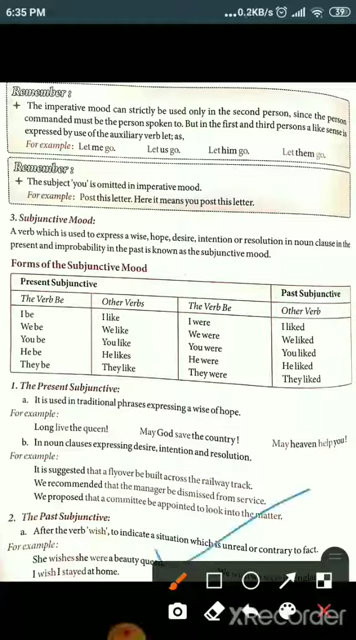 6:35 PM
...0.2KB/s 39
Remember:
+ The imperative mood can strictly be used only in the second person, since the person
commanded must be the person spoken to. But in the first and third persons a like sense is
expressed by use of the auxiliary verb let; as,
For example: Let me go. Let us go. Let him go. Let them go.
Remember:
+ The subject 'you' is omitted in imperative mood.
For example: Post this letter. Here it means you post this letter.
3. Subjunctive Mood:
A verb which is used to express a wise, hope, desire, intention or resolution in noun clause in the
present and improbability in the past is known as the subjunctive mood.
Forms of the Subjunctive Mood
Present Subjunctive Past Subjunctive
The Verb Be Other Verbs The Verb Be Other Verb
I be I like I were I liked
We be We like We were We liked
You be You like You were You liked
He be He likes He were He liked
They be They like They were They liked
1. The Present Subjunctive:
a. It is used in traditional phrases expressing a wise of hope.
For example:
Long live the queen! May God save the country! May heaven help you!
b. In noun clauses expressing desire, intention and resolution.
For example:
It is suggested that a flyover be built across the railway track.
We recommended that the manager be dismissed from service.
We proposed that a committee be appointed to look into the matter.
2. The Past Subjunctive:
a. After the verb 'wish', to indicate a situation which is unreal or contrary to fact.
For example:
She wishes she were a beauty
I wish I stayed at home.
XRecorder